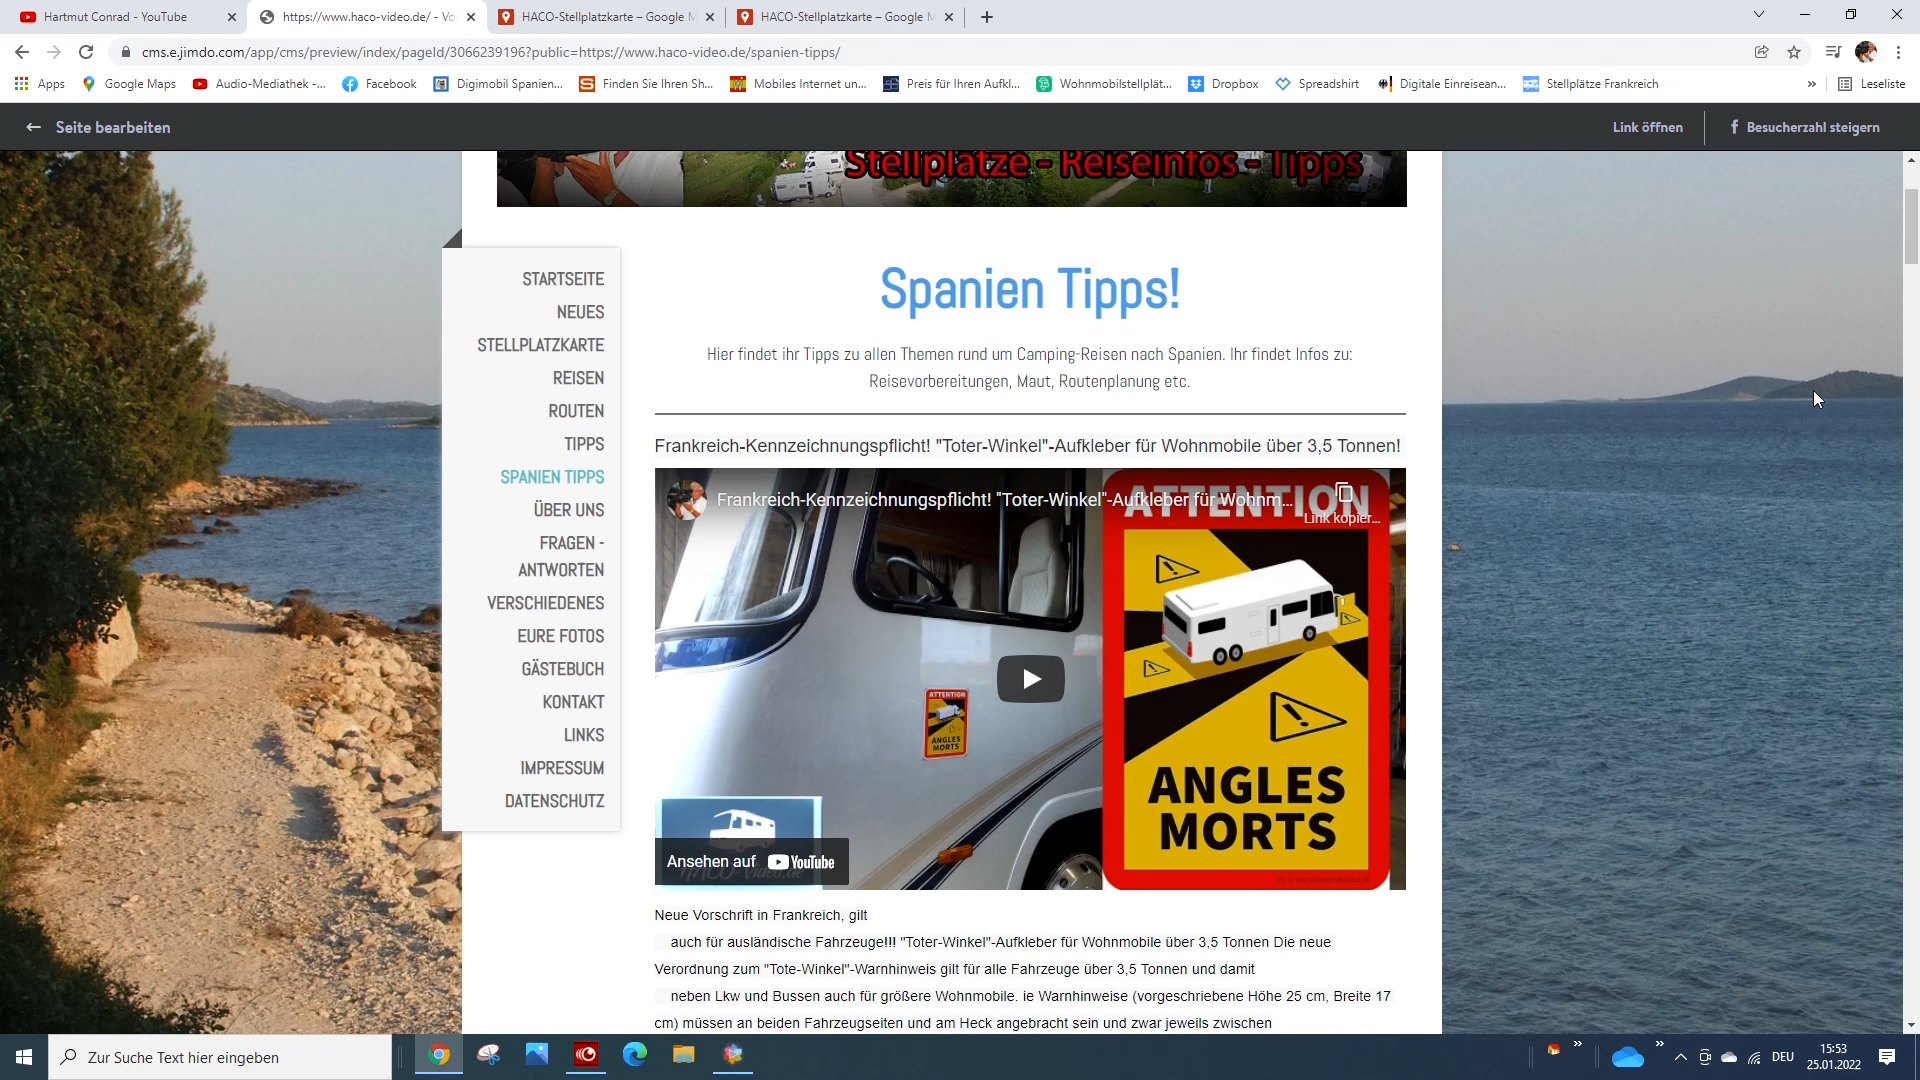 Hartmut Conrad - YouTube
https://www.haco-video.de/ - Vo
HACO-Stellplatzkarte – Google M
HACO-Stellplatzkarte – Google M
cms.e.jimdo.com/app/cms/preview/index/pageId/3066239196?public=https://www.haco-video.de/spanien-tipps/
Apps
Google Maps
Audio-Mediathek -...
Facebook
Digimobil Spanien...
Finden Sie Ihren Sh...
Mobiles Internet un...
Preis für Ihren Aufkl...
Wohnmobilstellplät...
Dropbox
Spreadshirt
Digitale Einreisean...
Stellplätze Frankreich
»
Leseliste
Seite bearbeiten
Link öffnen
Besucherzahl steigern
Stellplätze - Reiseinfos - Tipps
STARTSEITE
NEUES
STELLPLATZKARTE
REISEN
ROUTEN
TIPPS
SPANIEN TIPPS
ÜBER UNS
FRAGEN -
ANTWORTEN
VERSCHIEDENES
EURE FOTOS
GÄSTEBUCH
KONTAKT
LINKS
IMPRESSUM
DATENSCHUTZ
Spanien Tipps!
Hier findet ihr Tipps zu allen Themen rund um Camping-Reisen nach Spanien. Ihr findet Infos zu:
Reisevorbereitungen, Maut, Routenplanung etc.
Frankreich-Kennzeichnungspflicht! "Toter-Winkel"-Aufkleber für Wohnmobile über 3,5 Tonnen!
Frankreich-Kennzeichnungspflicht! "Toter-Winkel"-Aufkleber für Wohnm...
Link kopier...
ATTENTION
ANGLES
MORTS
ATTENTION
ANGLES
MORTS
Ansehen auf YouTube
HACO-Video.de
Neue Vorschrift in Frankreich, gilt
auch für ausländische Fahrzeuge!!! "Toter-Winkel"-Aufkleber für Wohnmobile über 3,5 Tonnen Die neue
Verordnung zum "Tote-Winkel"-Warnhinweis gilt für alle Fahrzeuge über 3,5 Tonnen und damit
neben Lkw und Bussen auch für größere Wohnmobile. ie Warnhinweise (vorgeschriebene Höhe 25 cm, Breite 17
cm) müssen an beiden Fahrzeugseiten und am Heck angebracht sein und zwar jeweils zwischen
Zur Suche Text hier eingeben
DEU
15:53
25.01.2022